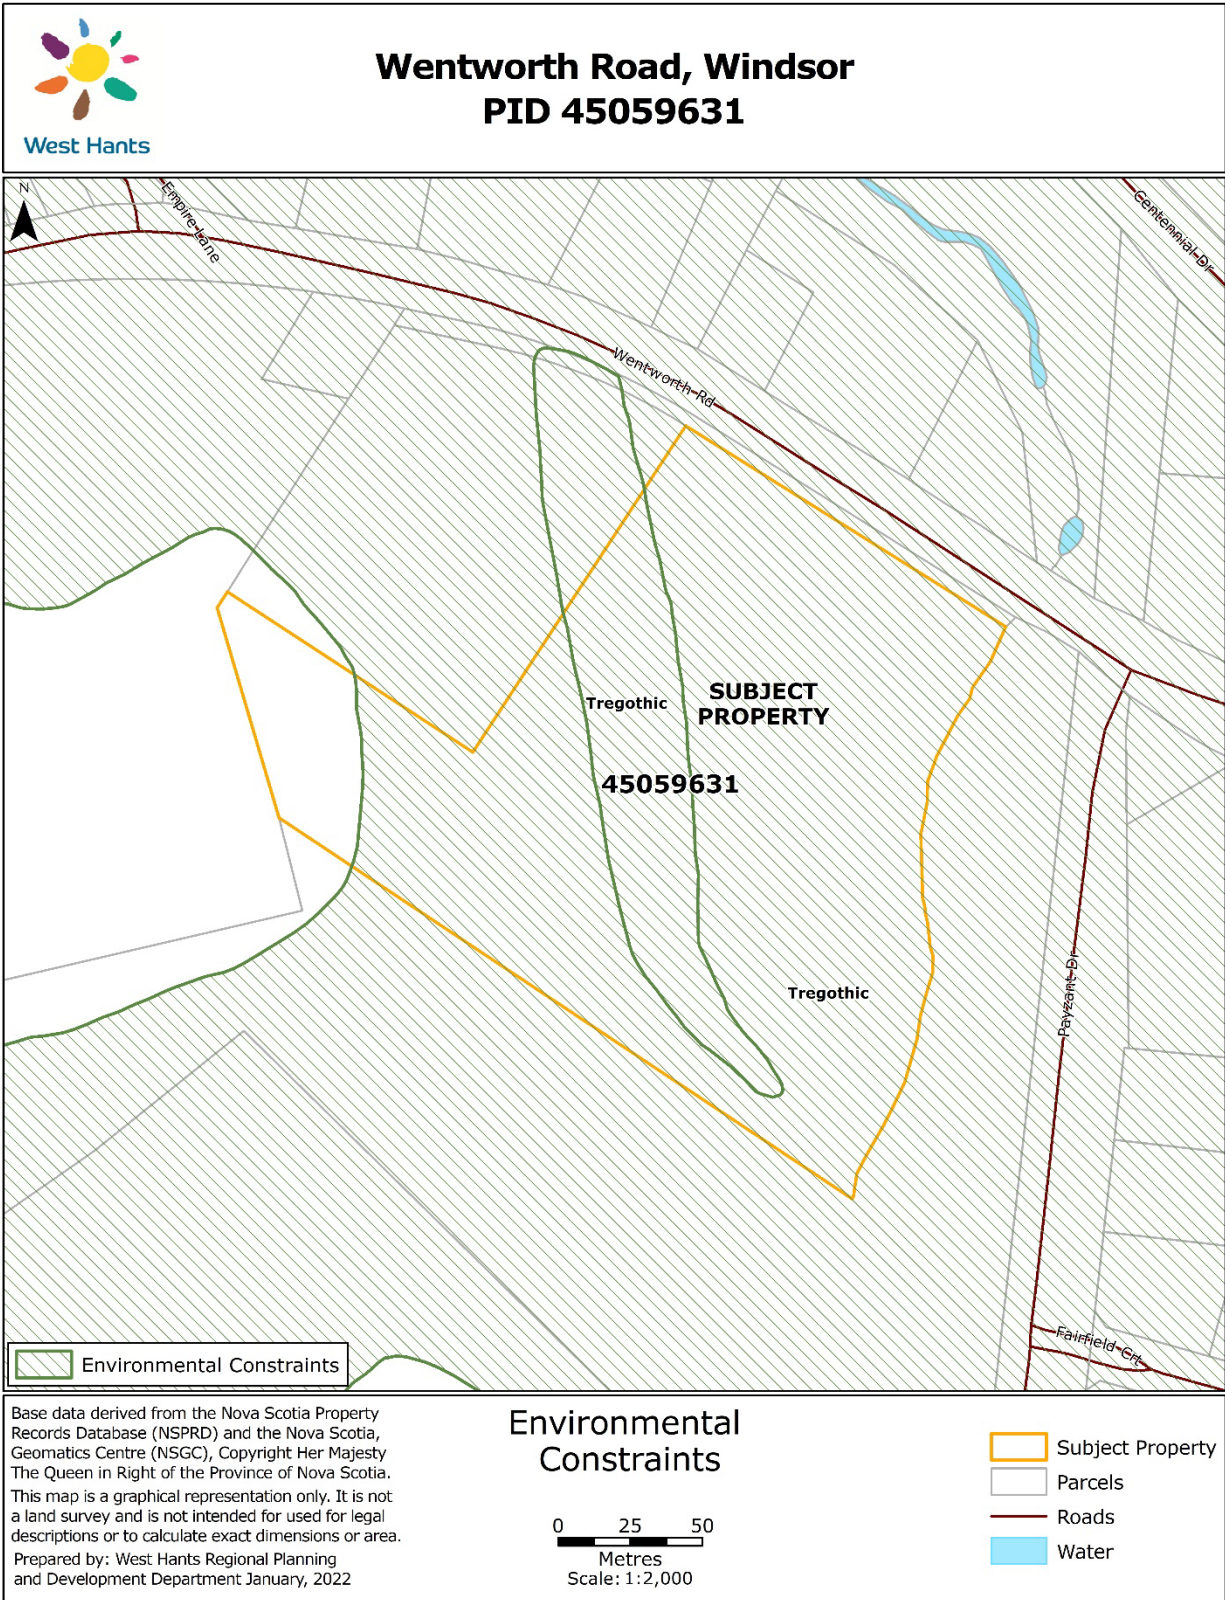 West Hants
Wentworth Road, Windsor
PID 45059631
N
Empire Lane
Centennial Dr
Wentworth Rd
SUBJECT
PROPERTY
Tregothic
45059631
Tregothic
Payzant Dr
Fairfield Crt
Environmental Constraints
Base data derived from the Nova Scotia Property
Records Database (NSPRD) and the Nova Scotia,
Geomatics Centre (NSGC), Copyright Her Majesty
The Queen in Right of the Province of Nova Scotia.
This map is a graphical representation only. It is not
a land survey and is not intended for used for legal
descriptions or to calculate exact dimensions or area.
Prepared by: West Hants Regional Planning
and Development Department January, 2022
Environmental
Constraints
0 25 50
Metres
Scale: 1:2,000
Subject Property
Parcels
Roads
Water